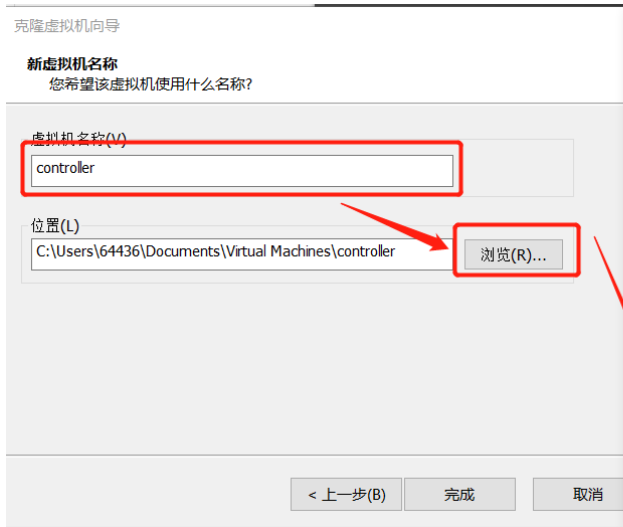 克隆虚拟机向导
新虚拟机名称
您希望该虚拟机使用什么名称?
虚拟机名称(V)
controller
位置(L)
C:\Users\64436\Documents\Virtual Machines\controller
浏览(R)...
< 上一步(B)
完成
取消